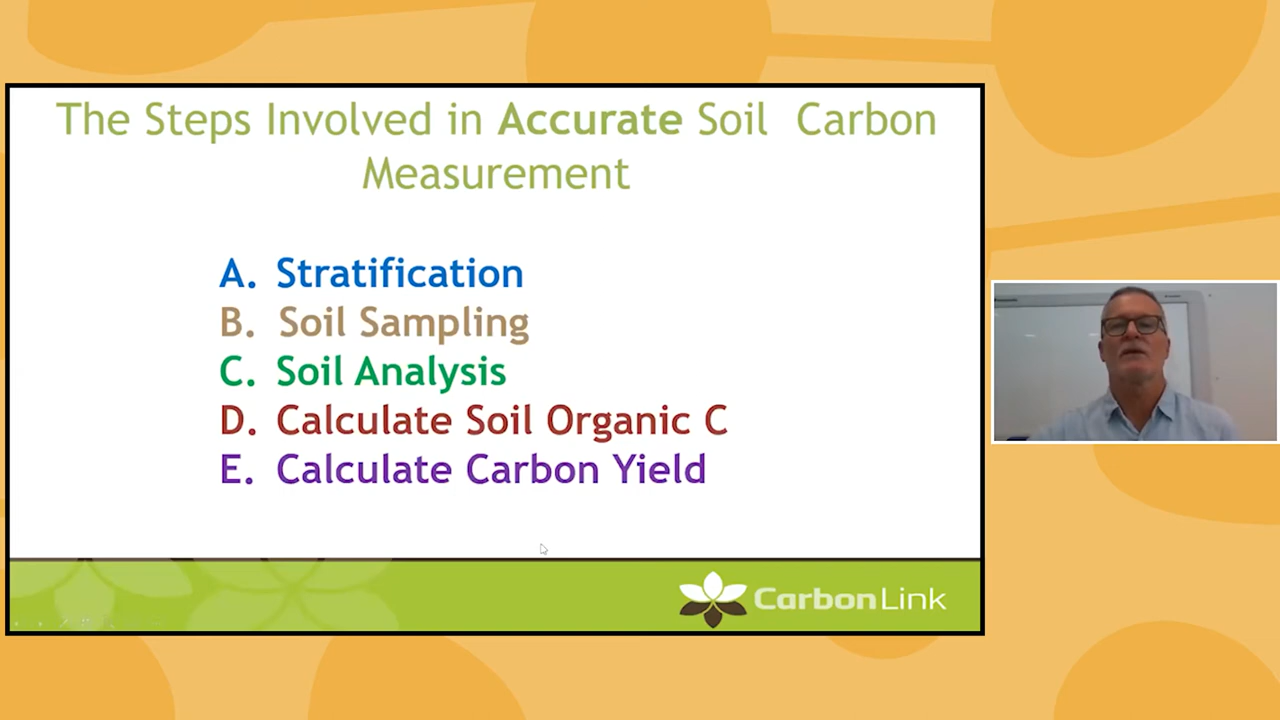 The Steps Involved in Accurate Soil Carbon
Measurement
A. Stratification
B. Soil Sampling
C. Soil Analysis
D. Calculate Soil Organic C
E. Calculate Carbon Yield
CarbonLink